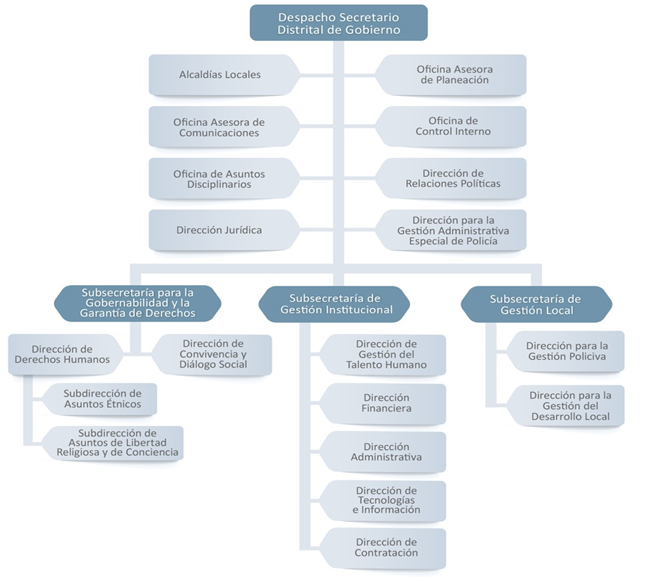 Despacho Secretario
Distrital de Gobierno
Alcaldías Locales
Oficina Asesora
de Planeación
Oficina Asesora de
Comunicaciones
Oficina de
Control Interno
Oficina de Asuntos
Disciplinarios
Dirección de
Relaciones Políticas
Dirección Jurídica
Dirección para la
Gestión Administrativa
Especial de Policía
Subsecretaría para la
Gobernabilidad y la
Garantía de Derechos
Subsecretaría de
Gestión Institucional
Subsecretaría de
Gestión Local
Dirección de
Derechos Humanos
Dirección de
Convivencia y
Diálogo Social
Subdirección de
Asuntos Étnicos
Subdirección de
Asuntos de Libertad
Religiosa y de Conciencia
Dirección de
Gestión del
Talento Humano
Dirección
Financiera
Dirección
Administrativa
Dirección de
Tecnologías
e Información
Dirección de
Contratación
Dirección para la
Gestión Policiva
Dirección para la
Gestión del
Desarrollo Local